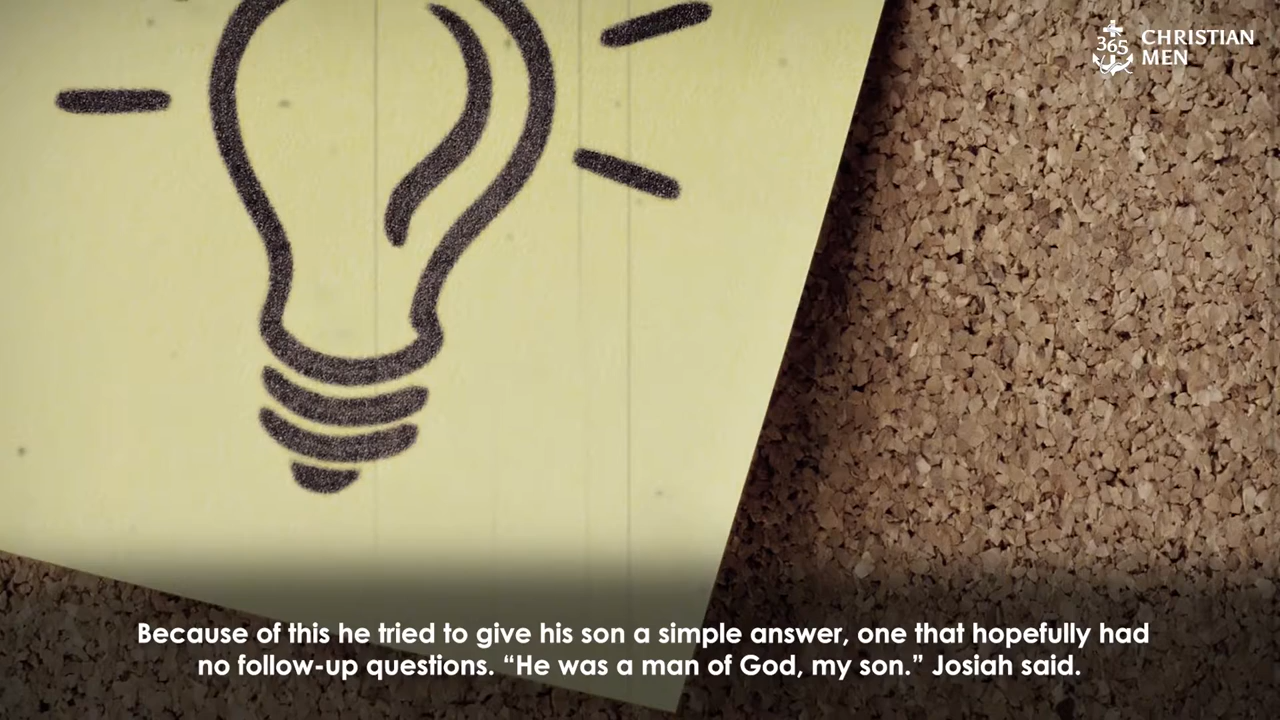 365
CHRISTIAN
MEN
Because of this he tried to give his son a simple answer, one that hopefully had
no follow-up questions. “He was a man of God, my son.” Josiah said.